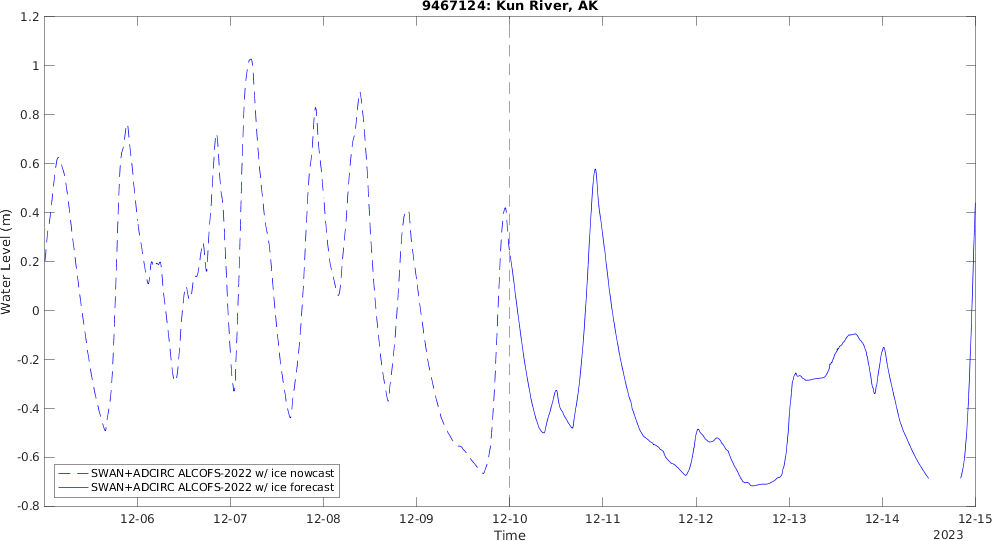 9467124: Kun River, AK
Water Level (m)
1.2
1
0.8
0.6
0.4
0.2
0
-0.2
-0.4
-0.6
-0.8
SWAN+ADCIRC ALCOFS-2022 w/ ice nowcast
SWAN+ADCIRC ALCOFS-2022 w/ ice forecast
12-06 12-07 12-08 12-09 12-10 12-11 12-12 12-13 12-14 12-15
Time
2023